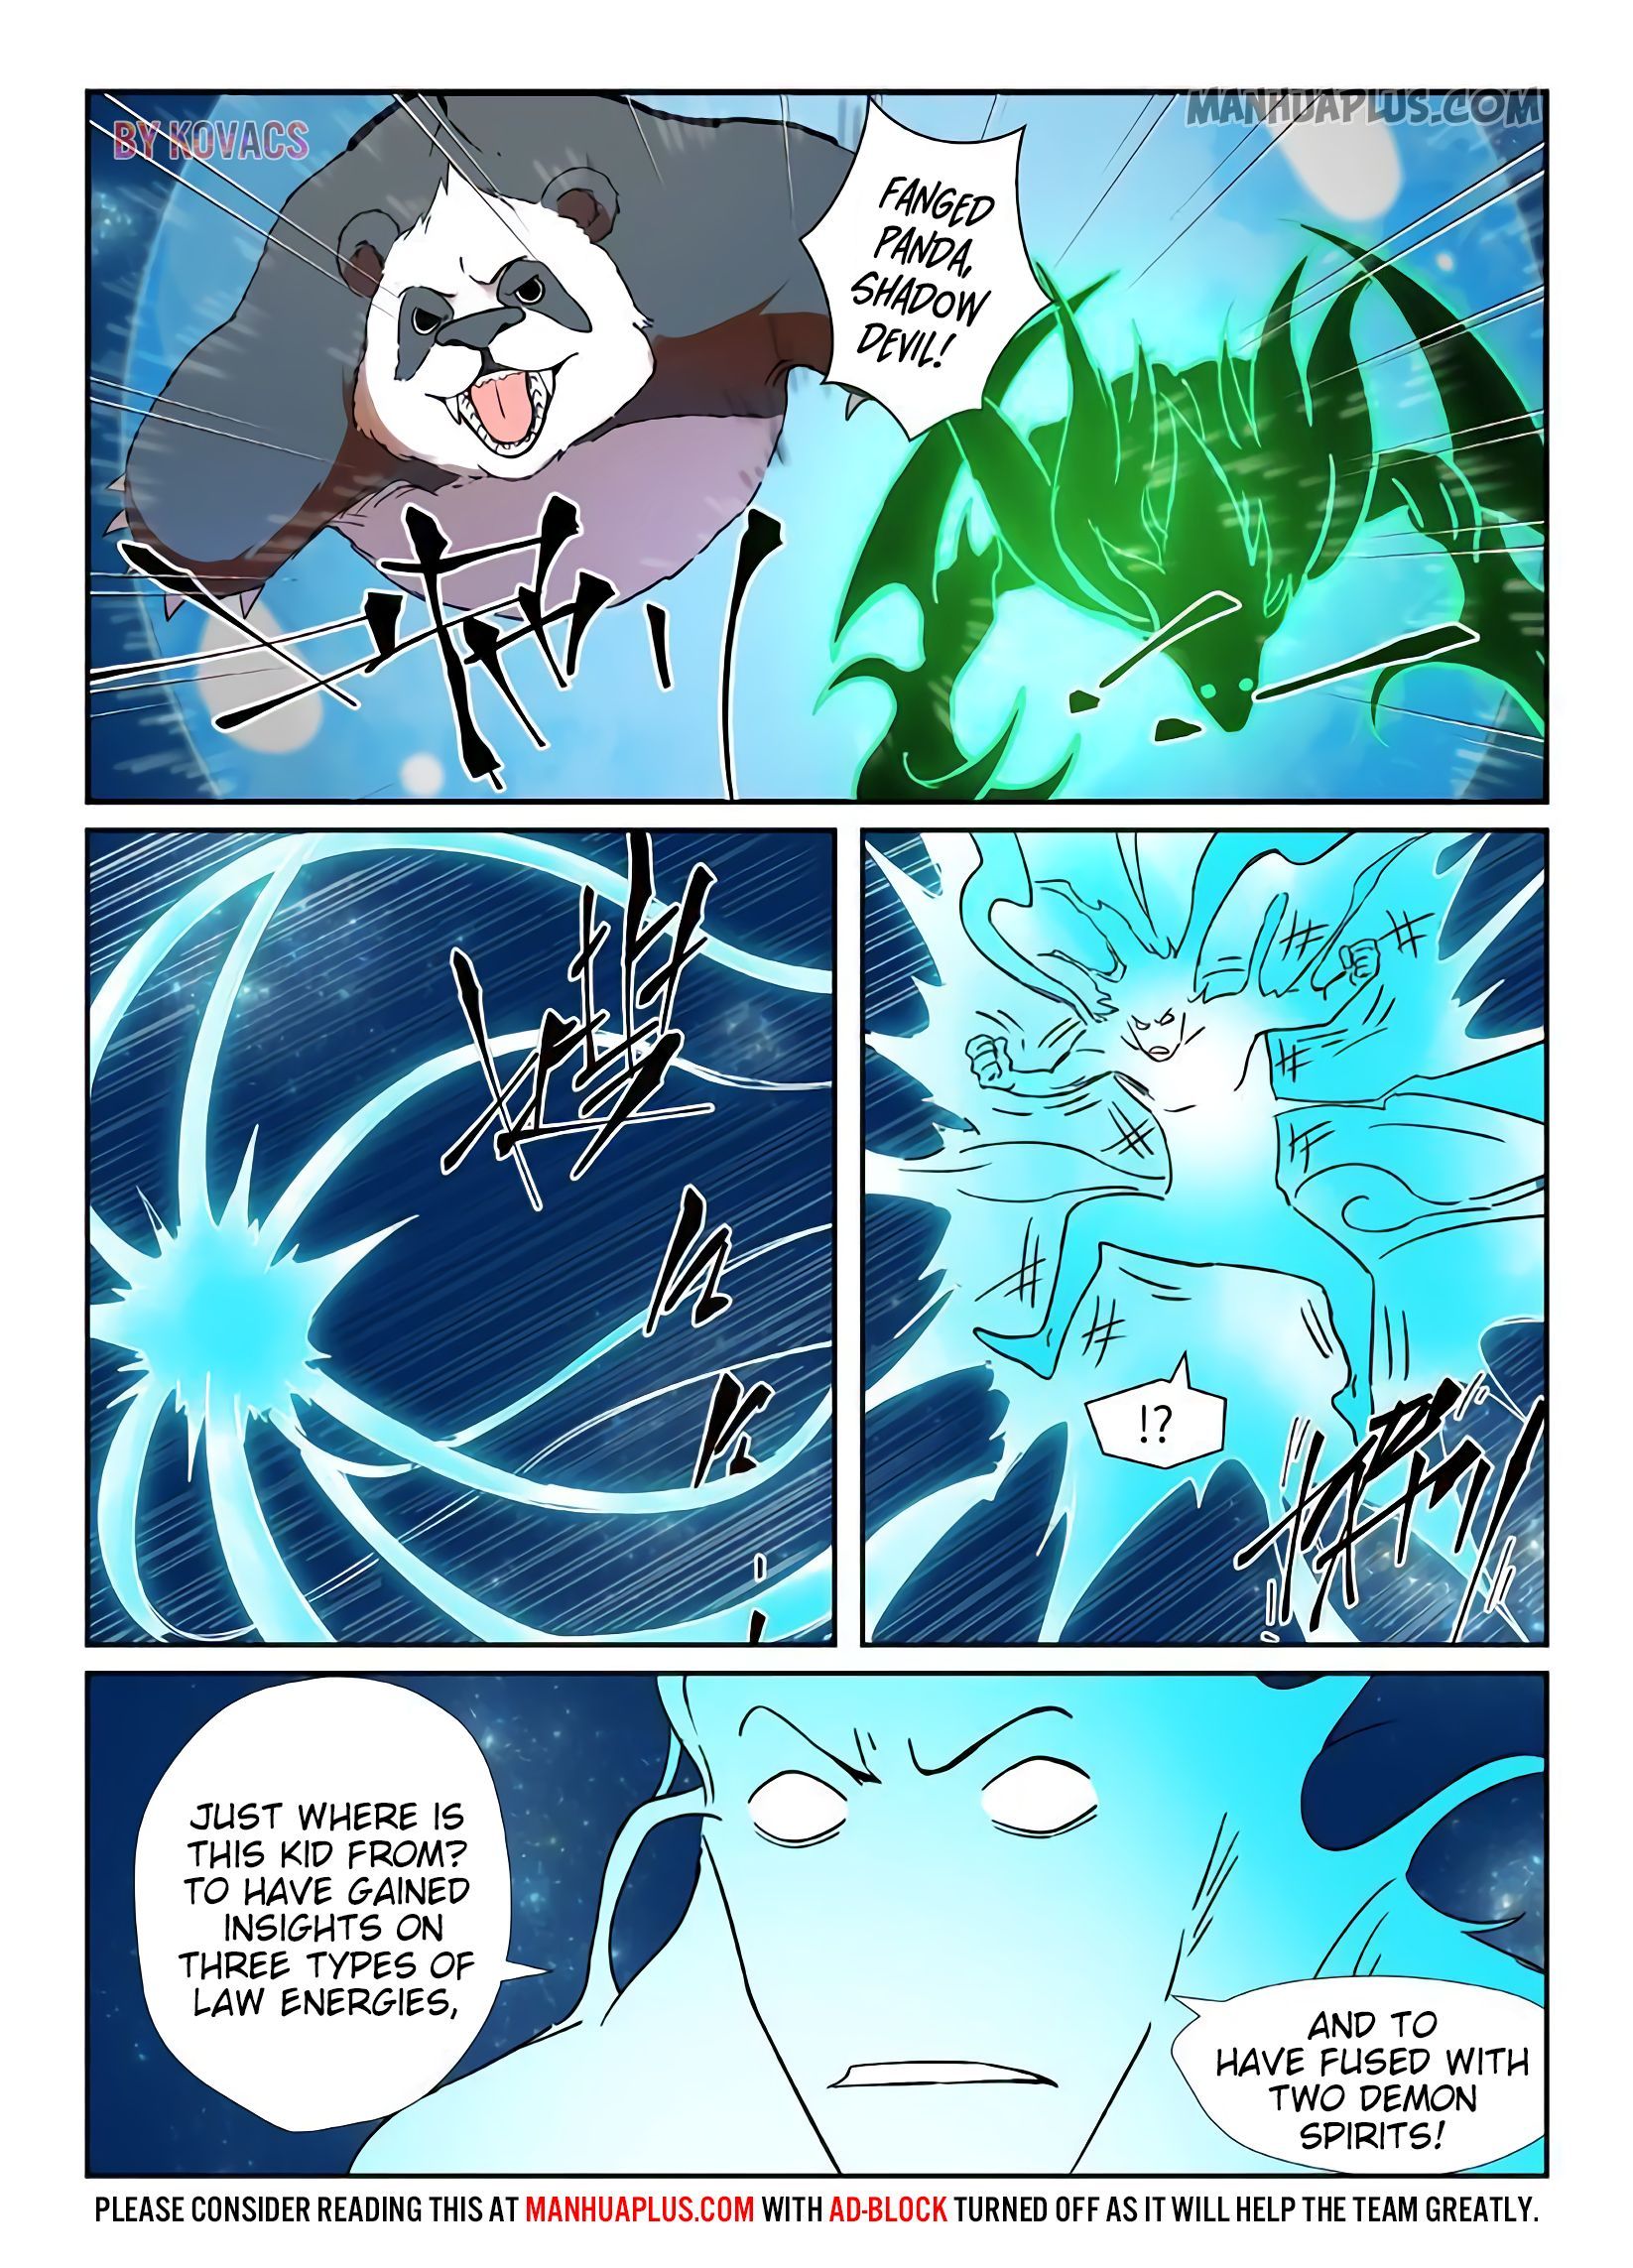 BY KOVACS
MANHUAPLUS.COM
FANGED
PANDA,
SHADOW
DEVIL!
!?
JUST WHERE IS
THIS KID FROM?
TO HAVE GAINED
INSIGHTS ON
THREE TYPES OF
LAW ENERGIES,
AND TO
HAVE FUSED WITH
TWO DEMON
SPIRITS!
PLEASE CONSIDER READING THIS AT MANHUAPLUS.COM WITH AD-BLOCK TURNED OFF AS IT WILL HELP THE TEAM GREATLY.